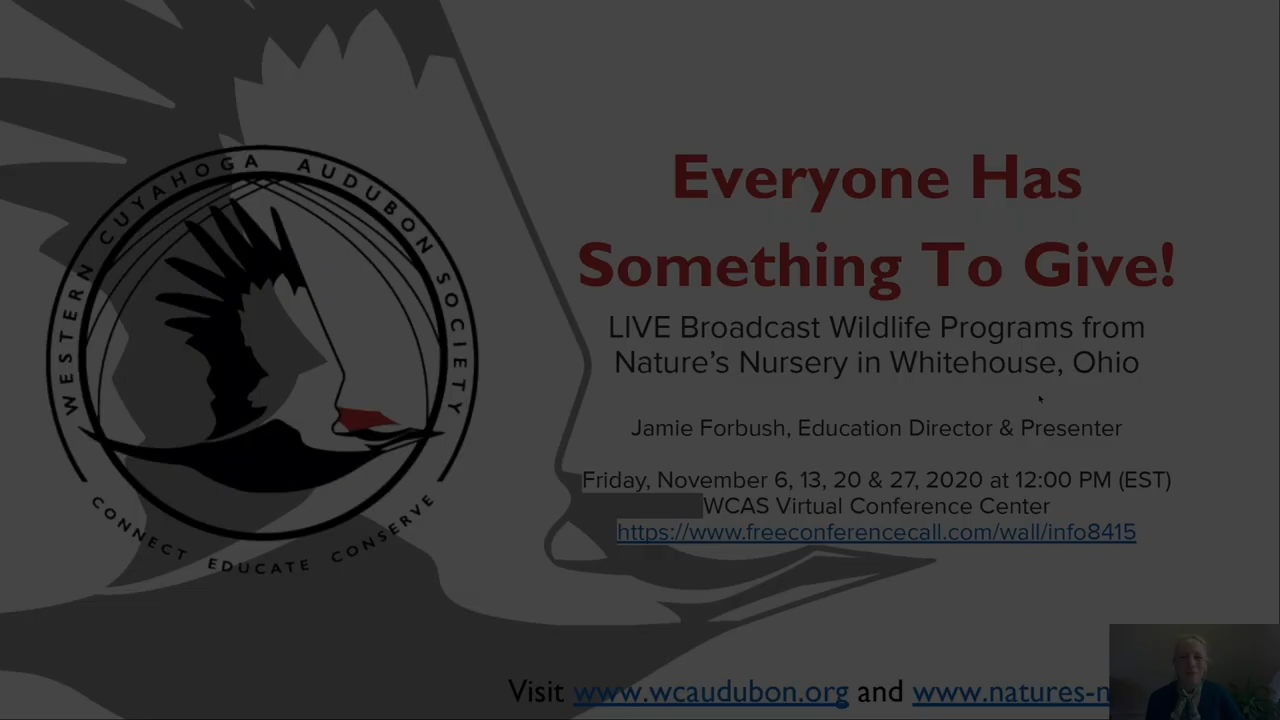 WESTERN CUYAHOGA AUDUBON SOCIETY
CONNECT EDUCATE CONSERVE
Everyone Has
Something To Give!
LIVE Broadcast Wildlife Programs from
Nature's Nursery in Whitehouse, Ohio
Jamie Forbush, Education Director & Presenter
Friday, November 6, 13, 20 & 27, 2020 at 12:00 PM (EST)
WCAS Virtual Conference Center
https://www.freeconferencecall.com/wall/info8415
Visit www.wcaudubon.org and www.natures-n